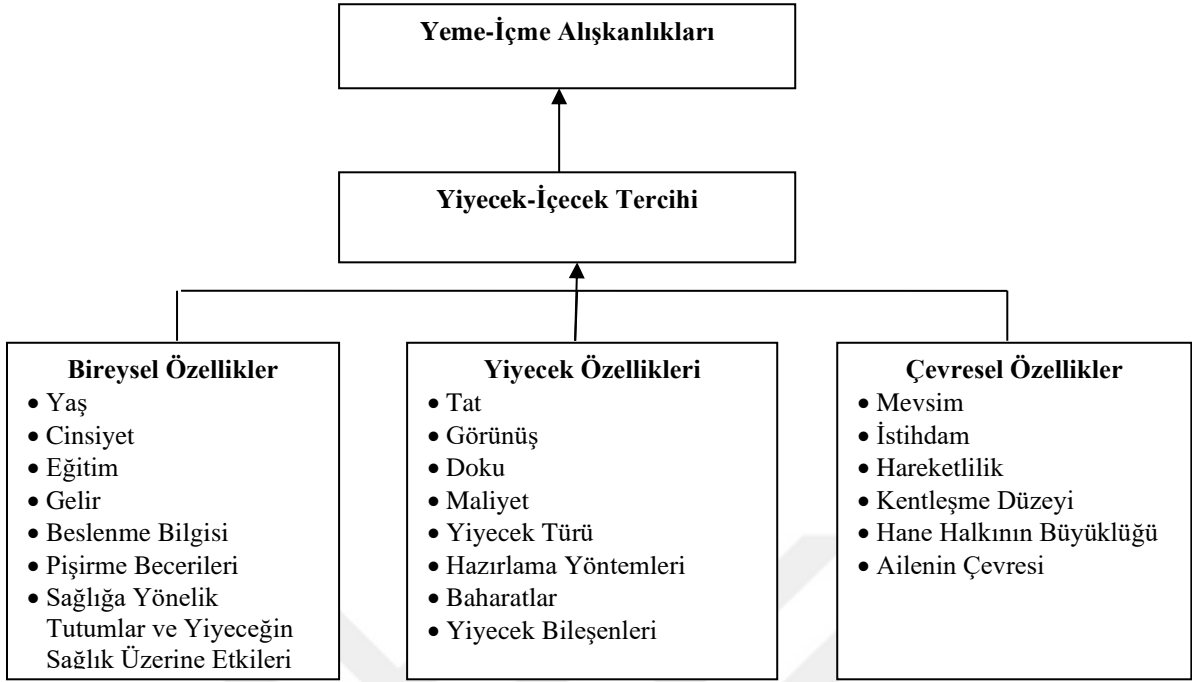 Yeme-İçme Alışkanlıkları
Yiyecek-İçecek Tercihi
Bireysel Özellikler
• Yaş
• Cinsiyet
• Eğitim
• Gelir
• Beslenme Bilgisi
• Pişirme Becerileri
• Sağlığa Yönelik
Tutumlar ve Yiyeceğin
Sağlık Üzerine Etkileri
Yiyecek Özellikleri
• Tat
• Görünüş
• Doku
• Maliyet
• Yiyecek Türü
• Hazırlama Yöntemleri
• Baharatlar
• Yiyecek Bileşenleri
Çevresel Özellikler
• Mevsim
• İstihdam
• Hareketlilik
• Kentleşme Düzeyi
• Hane Halkının Büyüklüğü
• Ailenin Çevresi